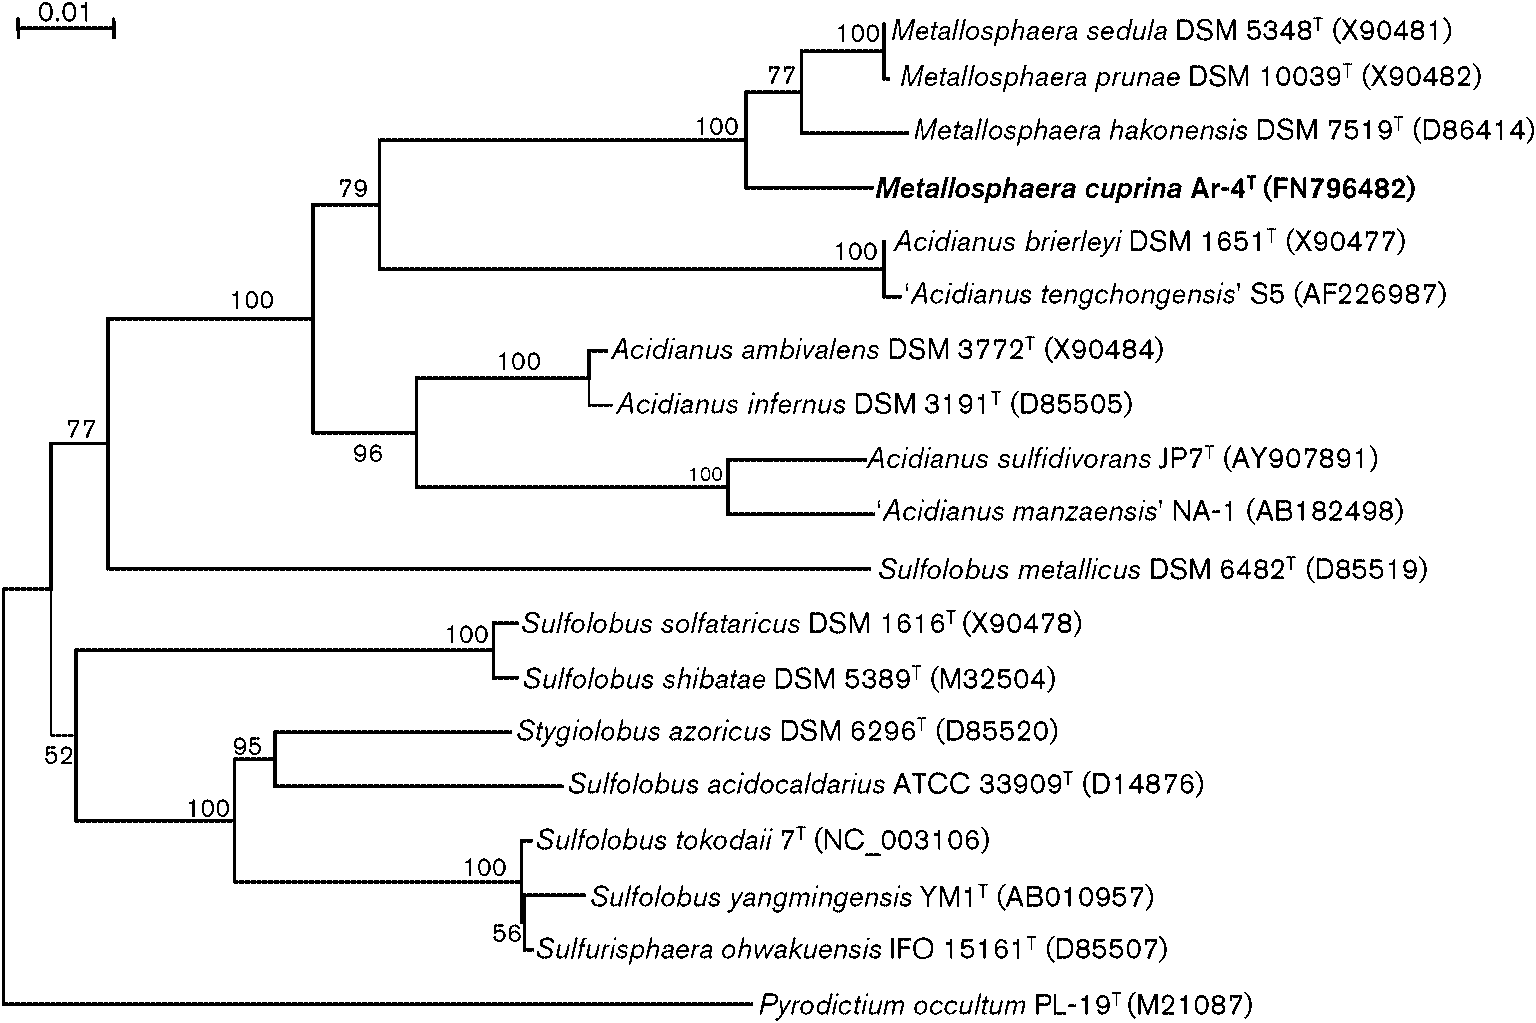 0.01
100 Metallosphaera sedula DSM 5348ᵀ (X90481)
77 Metallosphaera prunae DSM 10039ᵀ (X90482)
100 Metallosphaera hakonensis DSM 7519ᵀ (D86414)
79 Metallosphaera cuprina Ar-4ᵀ (FN796482)
100 Acidianus brierleyi DSM 1651ᵀ (X90477)
100 ‘Acidianus tengchongensis’ S5 (AF226987)
100 Acidianus ambivalens DSM 3772ᵀ (X90484)
Acidianus infernus DSM 3191ᵀ (D85505)
77 96 Acidianus sulfidivorans JP7ᵀ (AY907891)
100 ‘Acidianus manzaensis’ NA-1 (AB182498)
Sulfolobus metallicus DSM 6482ᵀ (D85519)
100 Sulfolobus solfataricus DSM 1616ᵀ (X90478)
Sulfolobus shibatae DSM 5389ᵀ (M32504)
52 95 Stygiolobus azoricus DSM 6296ᵀ (D85520)
100 Sulfolobus acidocaldarius ATCC 33909ᵀ (D14876)
100 Sulfolobus tokodaii 7ᵀ (NC_003106)
Sulfolobus yangmingensis YM1ᵀ (AB010957)
56 Sulfurisphaera ohwakuensis IFO 15161ᵀ (D85507)
Pyrodictium occultum PL-19ᵀ (M21087)